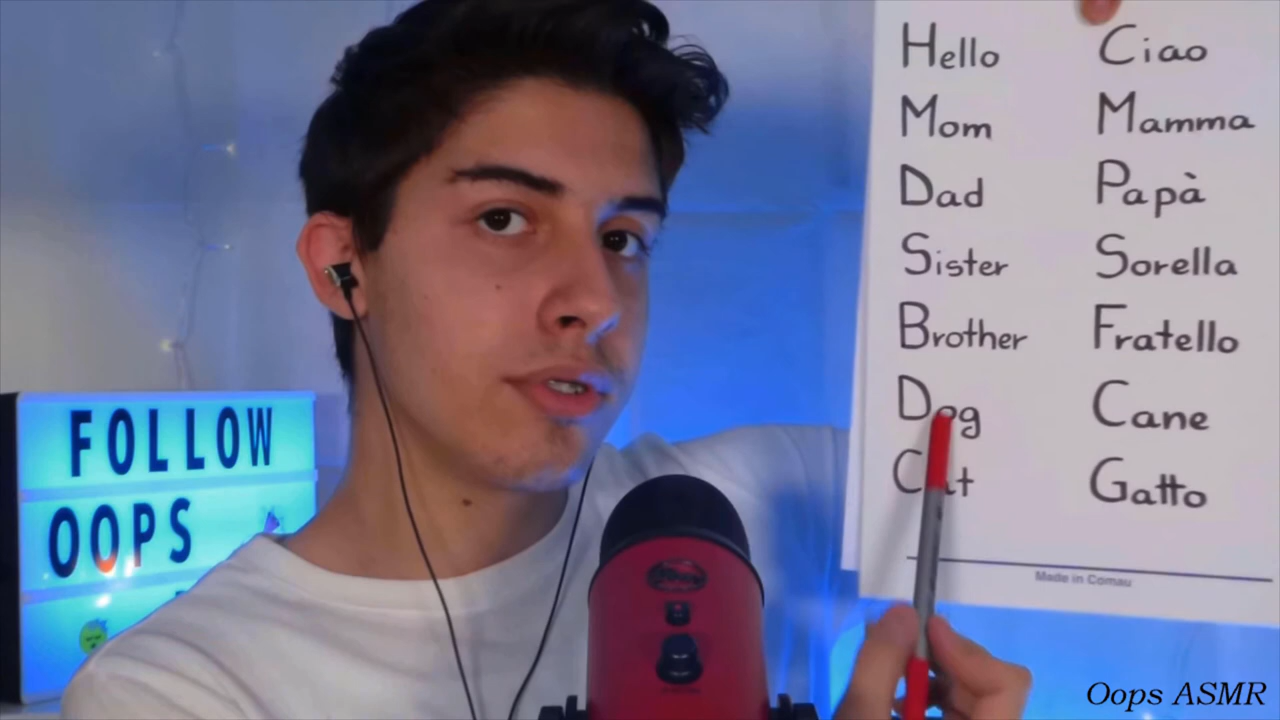 Hello Ciao
Mom Mamma
Dad Papà
Sister Sorella
Brother Fratello
Dog Cane
Cat Gatto
Made in Comau
FOLLOW
OOPS
Oops ASMR